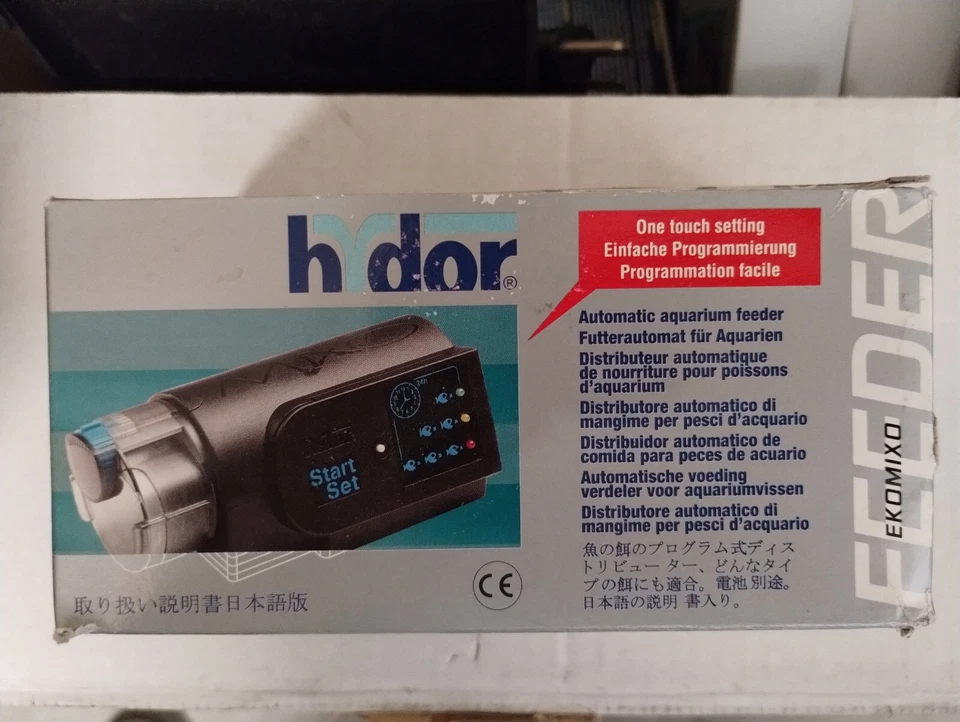 hydor®
One touch setting
Einfache Programmierung
Programmation facile
Automatic aquarium feeder
Futterautomat für Aquarien
Distributeur automatique
de nourriture pour poissons
d'aquarium
Distributore automatico di
mangime per pesci d'acquario
Distribuidor automatico de
comida para peces de acuario
Automatische voeding
verdeler voor aquariumvissen
Distributore automatico di
mangime per pesci d'acquario
魚の餌のプログラム式ディス
トリビュー ター、どんなタイ
プの餌にも適合。電池別途。
日本語の説明 書入り。
FEEDER
EKOMIXO
24h
Start
Set
CE
取り扱い説明書日本語版